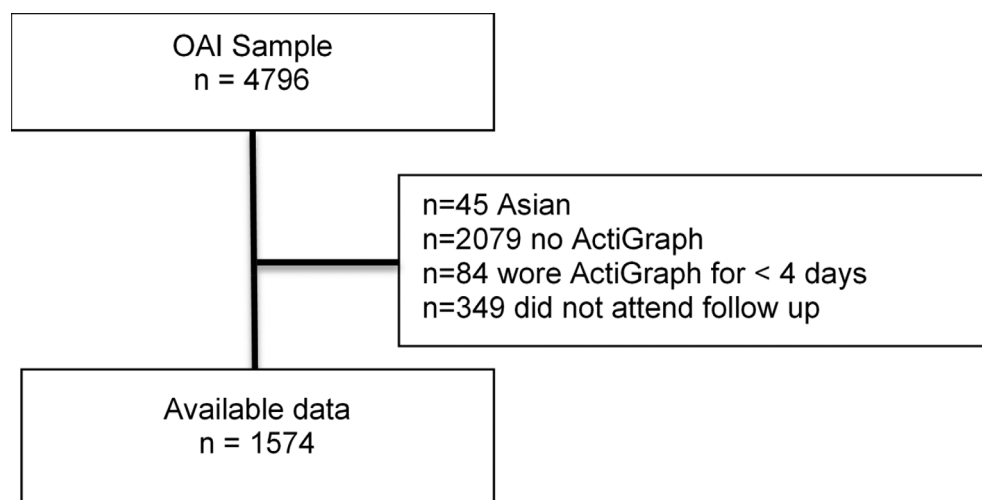 OAI Sample
n = 4796
n=45 Asian
n=2079 no ActiGraph
n=84 wore ActiGraph for < 4 days
n=349 did not attend follow up
Available data
n = 1574